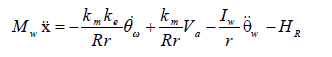 M_w ẍ = − (k_m k_e / Rr) θ̇_ω + (k_m / Rr) V_a − (I_w / r) θ̈_w − H_R